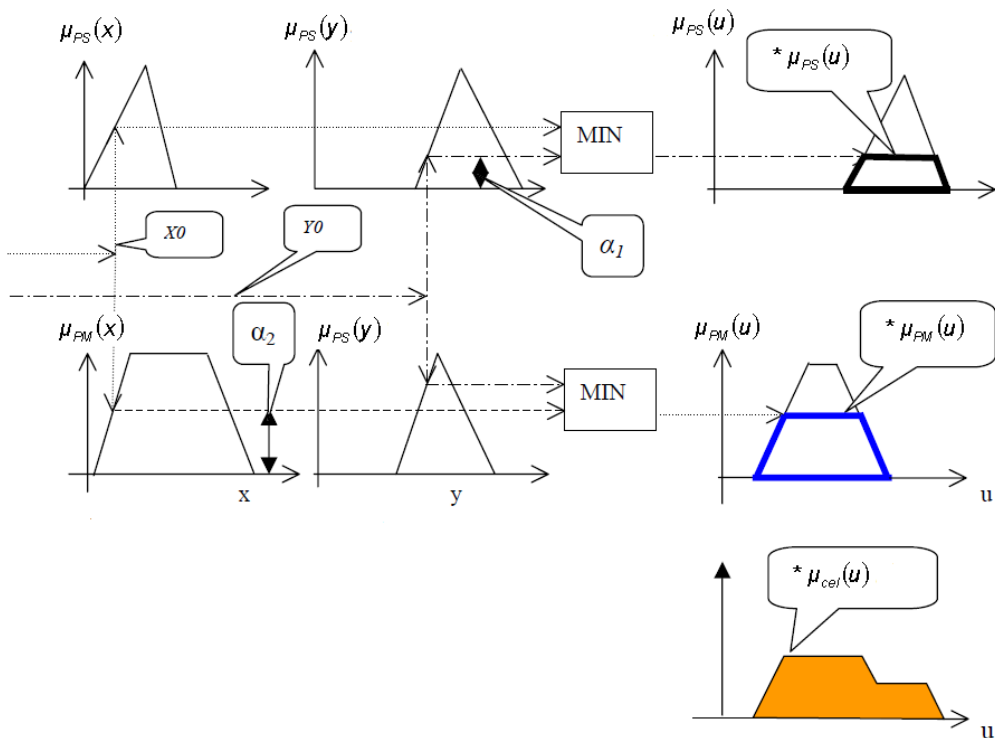 μPS(x)
μPS(y)
μPS(u)
* μPS(u)
MIN
X0
Y0
α1
μPM(x)
α2
μPS(y)
MIN
μPM(u)
* μPM(u)
x
y
u
* μcel(u)
u